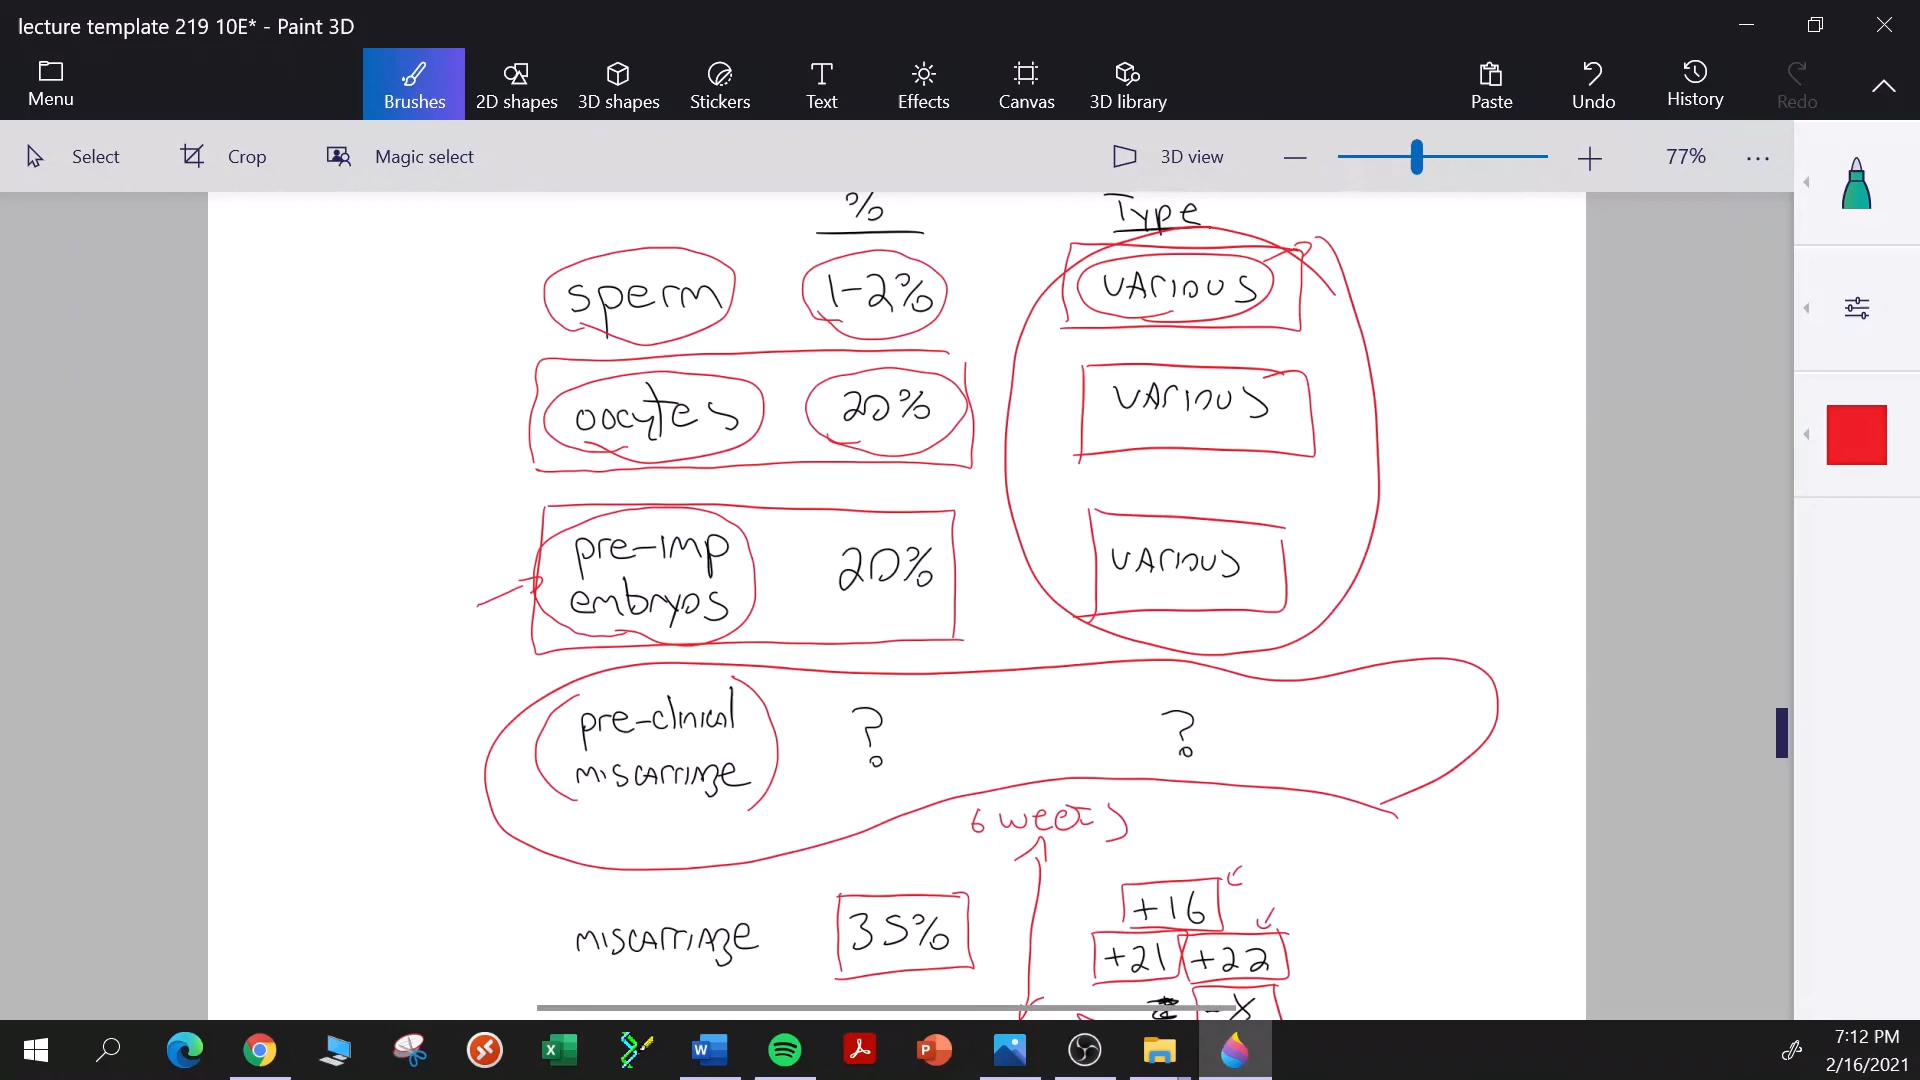 lecture template 219 10E* - Paint 3D
Menu
Brushes
2D shapes
3D shapes
Stickers
Text
Effects
Canvas
3D library
Paste
Undo
History
Redo
Select
Crop
Magic select
3D view
77%
% Type
sperm 1-2% various
oocytes 20% various
pre-imp
embryos 20% various
pre-clinical
miscarriage ? ?
6 weeks
+16
miscarriage 35% +21 +22
-X
7:12 PM
2/16/2021